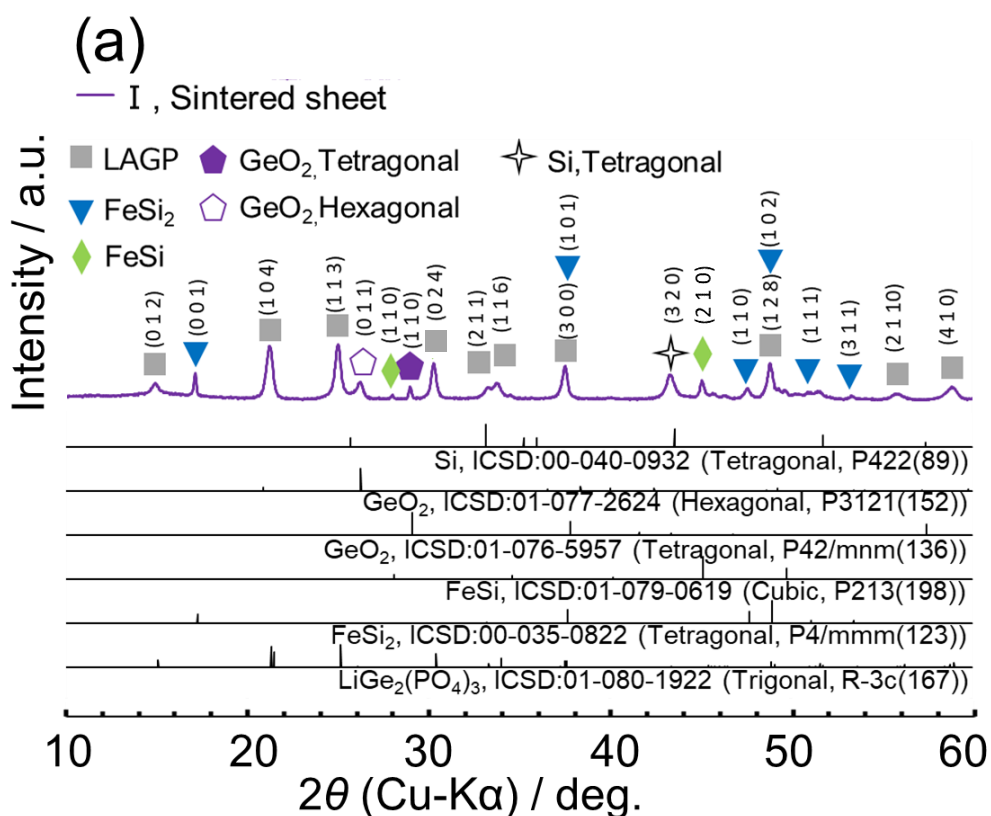 (a)
I , Sintered sheet
LAGP
GeO2,Tetragonal
Si,Tetragonal
FeSi2
GeO2,Hexagonal
FeSi
Intensity / a.u.
(0 1 2)
(0 0 1)
(1 0 4)
(1 1 3)
(0 1 1)
(1 1 0)
(1 1 0)
(0 2 4)
(2 1 1)
(1 1 6)
(3 0 0)
(1 0 1)
(3 2 0)
(2 1 0)
(1 1 0)
(1 2 8)
(1 0 2)
(1 1 1)
(3 1 1)
(2 1 10)
(4 1 0)
Si, ICSD:00-040-0932 (Tetragonal, P422(89))
GeO2, ICSD:01-077-2624 (Hexagonal, P3121(152))
GeO2, ICSD:01-076-5957 (Tetragonal, P42/mnm(136))
FeSi, ICSD:01-079-0619 (Cubic, P213(198))
FeSi2, ICSD:00-035-0822 (Tetragonal, P4/mmm(123))
LiGe2(PO4)3, ICSD:01-080-1922 (Trigonal, R-3c(167))
10 20 30 40 50 60
2θ (Cu-Kα) / deg.